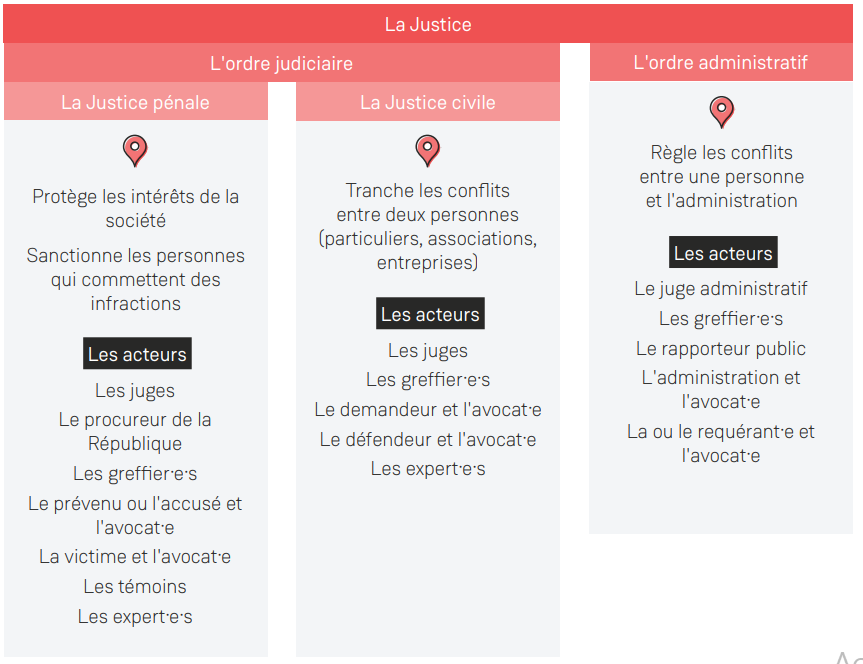 La Justice
L'ordre judiciaire
L'ordre administratif
La Justice pénale
La Justice civile
Protège les intérêts de la
société
Sanctionne les personnes
qui commettent des
infractions
Les acteurs
Les juges
Le procureur de la
République
Les greffier·e·s
Le prévenu ou l'accusé et
l'avocat·e
La victime et l'avocat·e
Les témoins
Les expert·e·s
Tranche les conflits
entre deux personnes
(particuliers, associations,
entreprises)
Les acteurs
Les juges
Les greffier·e·s
Le demandeur et l'avocat·e
Le défendeur et l'avocat·e
Les expert·e·s
Règle les conflits
entre une personne
et l'administration
Les acteurs
Le juge administratif
Les greffier·e·s
Le rapporteur public
L'administration et
l'avocat·e
La ou le requérant·e et
l'avocat·e